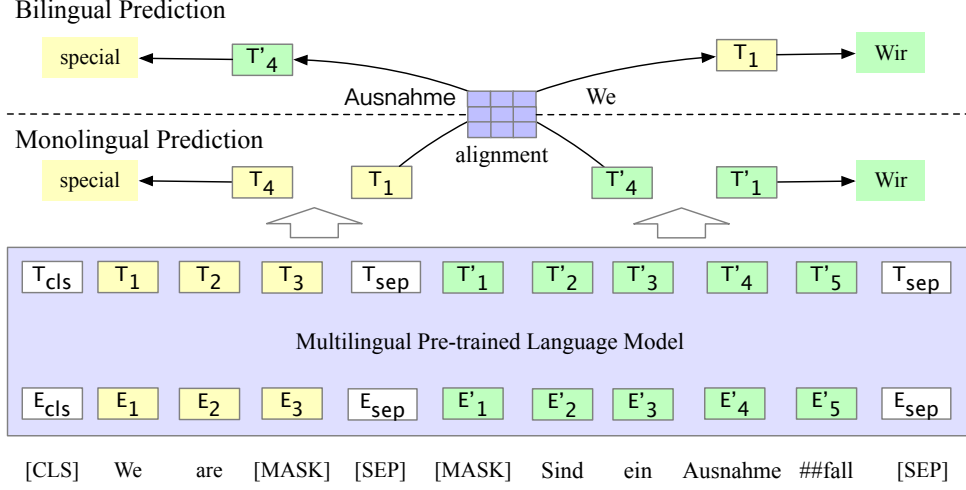 Bilingual Prediction
special T'4 T1 Wir
Ausnahme We
Monolingual Prediction
alignment
special T4 T1 T'4 T'1 Wir
Tcls T1 T2 T3 Tsep T'1 T'2 T'3 T'4 T'5 Tsep
Multilingual Pre-trained Language Model
Ecls E1 E2 E3 Esep E'1 E'2 E'3 E'4 E'5 Esep
[CLS] We are [MASK] [SEP] [MASK] Sind ein Ausnahme ##fall [SEP]